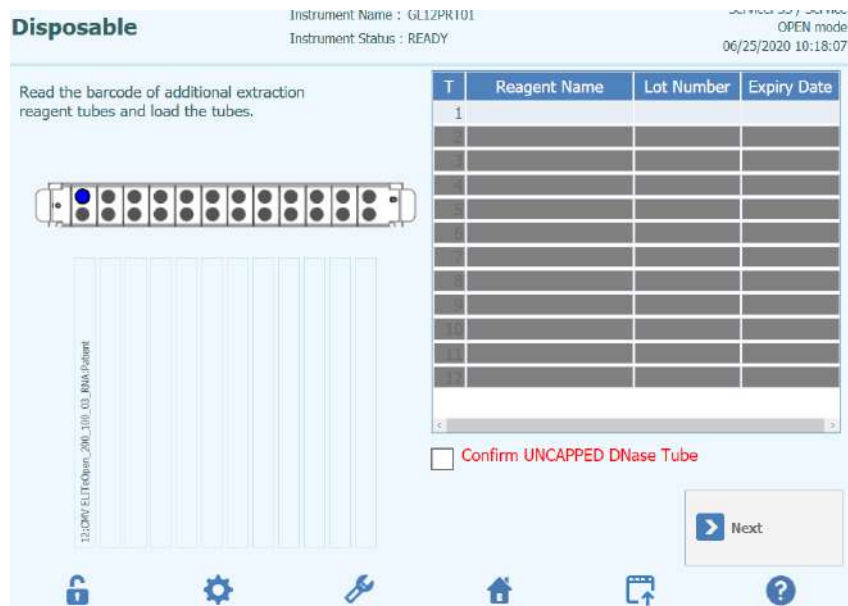 Disposable
Instrument Name : GL12PRT01
Instrument Status : READY
OPEN mode
06/25/2020 10:18:07
Read the barcode of additional extraction
reagent tubes and load the tubes.
T Reagent Name Lot Number Expiry Date
1
2
3
4
5
6
7
8
9
10
11
12
12:CMV ELITeOpen_200_100_03_RNA:Patient
Confirm UNCAPPED DNase Tube
Next